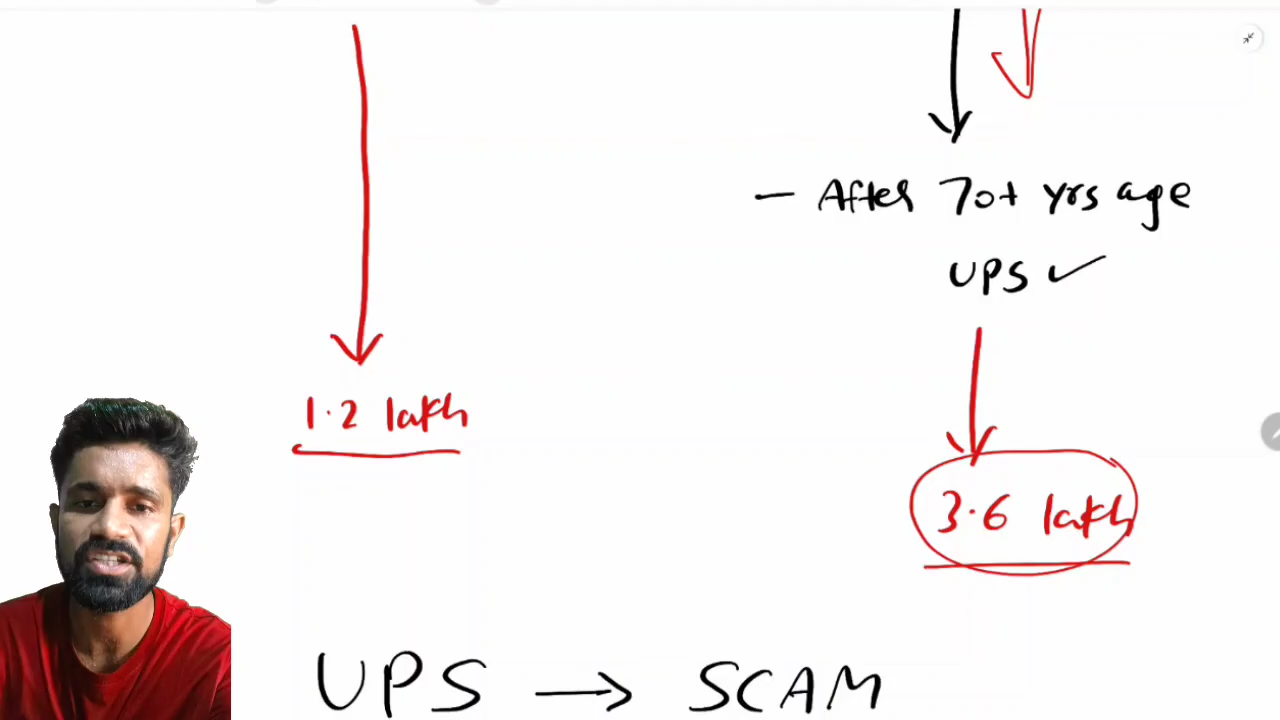 - After 70+ yrs age
UPS ✓
1.2 lakh
3.6 lakh
UPS → SCAM